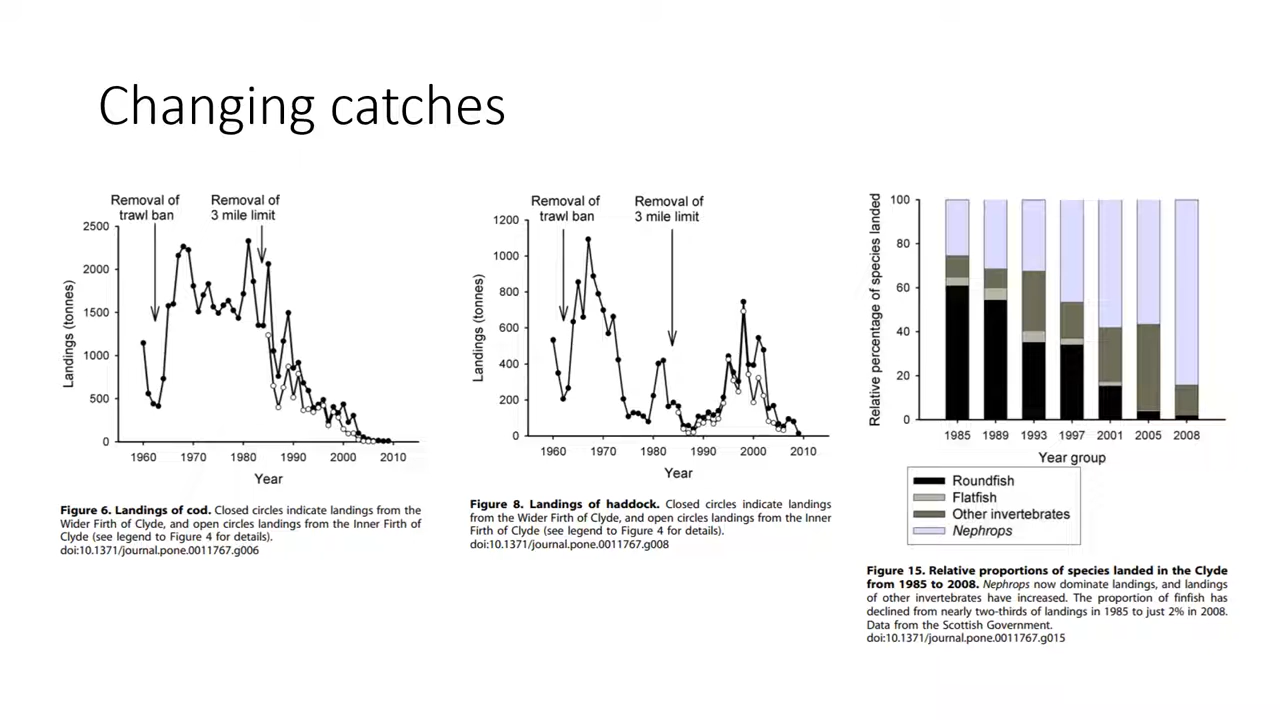 Changing catches
Removal of
trawl ban
Removal of
3 mile limit
2500
2000
1500
1000
500
0
Landings (tonnes)
1960 1970 1980 1990 2000 2010
Year
Figure 6. Landings of cod. Closed circles indicate landings from the
Wider Firth of Clyde, and open circles landings from the Inner Firth of
Clyde (see legend to Figure 4 for details).
doi:10.1371/journal.pone.0011767.g006
Removal of
trawl ban
Removal of
3 mile limit
1200
1000
800
600
400
200
0
Landings (tonnes)
1960 1970 1980 1990 2000 2010
Year
Figure 8. Landings of haddock. Closed circles indicate landings
from the Wider Firth of Clyde, and open circles landings from the Inner
Firth of Clyde (see legend to Figure 4 for details).
doi:10.1371/journal.pone.0011767.g008
Relative percentage of species landed
100
80
60
40
20
0
1985 1989 1993 1997 2001 2005 2008
Year group
Roundfish
Flatfish
Other invertebrates
Nephrops
Figure 15. Relative proportions of species landed in the Clyde
from 1985 to 2008. Nephrops now dominate landings, and landings
of other invertebrates have increased. The proportion of finfish has
declined from nearly two-thirds of landings in 1985 to just 2% in 2008.
Data from the Scottish Government.
doi:10.1371/journal.pone.0011767.g015